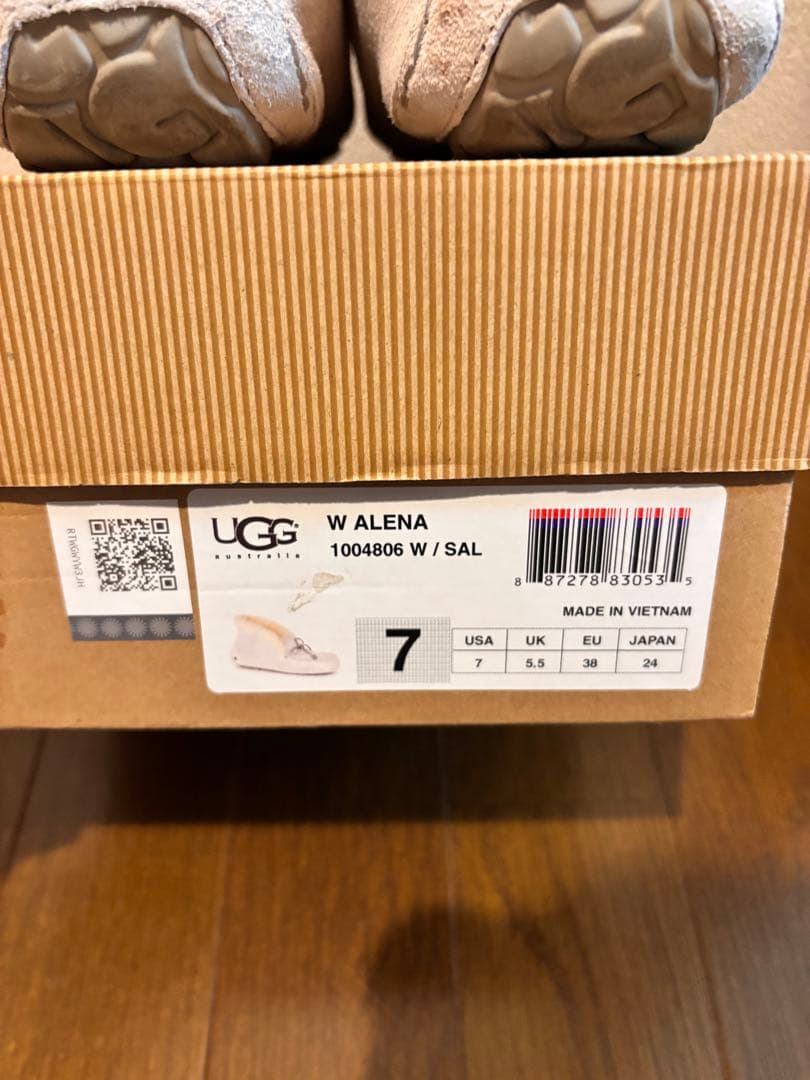 UGG
australia
W ALENA
1004806 W / SAL
8 87278 83053 5
MADE IN VIETNAM
7
USA UK EU JAPAN
7 5.5 38 24